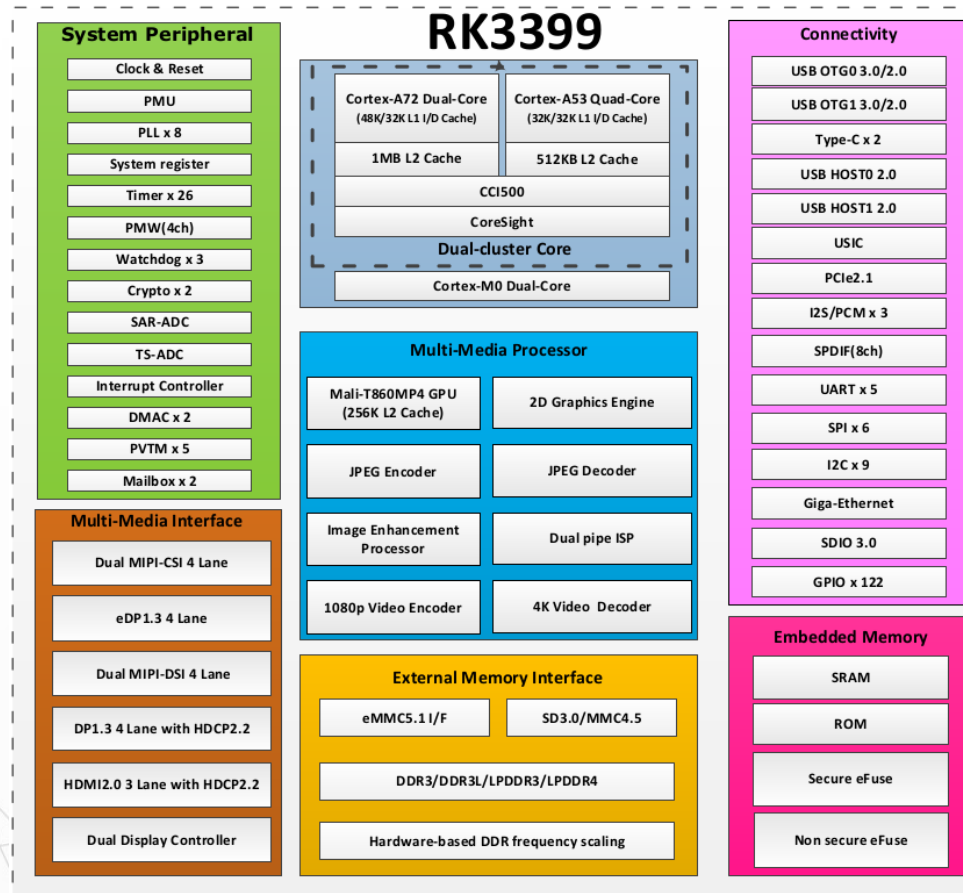 RK3399
System Peripheral
Clock & Reset
PMU
PLL x 8
System register
Timer x 26
PMW(4ch)
Watchdog x 3
Crypto x 2
SAR-ADC
TS-ADC
Interrupt Controller
DMAC x 2
PVTM x 5
Mailbox x 2
Multi-Media Interface
Dual MIPI-CSI 4 Lane
eDP1.3 4 Lane
Dual MIPI-DSI 4 Lane
DP1.3 4 Lane with HDCP2.2
HDMI2.0 3 Lane with HDCP2.2
Dual Display Controller
Cortex-A72 Dual-Core
(48K/32K L1 I/D Cache)
1MB L2 Cache
Cortex-A53 Quad-Core
(32K/32K L1 I/D Cache)
512KB L2 Cache
CCI500
CoreSight
Dual-cluster Core
Cortex-M0 Dual-Core
Multi-Media Processor
Mali-T860MP4 GPU
(256K L2 Cache)
2D Graphics Engine
JPEG Encoder
JPEG Decoder
Image Enhancement
Processor
Dual pipe ISP
1080p Video Encoder
4K Video Decoder
External Memory Interface
eMMC5.1 I/F
SD3.0/MMC4.5
DDR3/DDR3L/LPDDR3/LPDDR4
Hardware-based DDR frequency scaling
Connectivity
USB OTG0 3.0/2.0
USB OTG1 3.0/2.0
Type-C x 2
USB HOST0 2.0
USB HOST1 2.0
USIC
PCIe2.1
I2S/PCM x 3
SPDIF(8ch)
UART x 5
SPI x 6
I2C x 9
Giga-Ethernet
SDIO 3.0
GPIO x 122
Embedded Memory
SRAM
ROM
Secure eFuse
Non secure eFuse